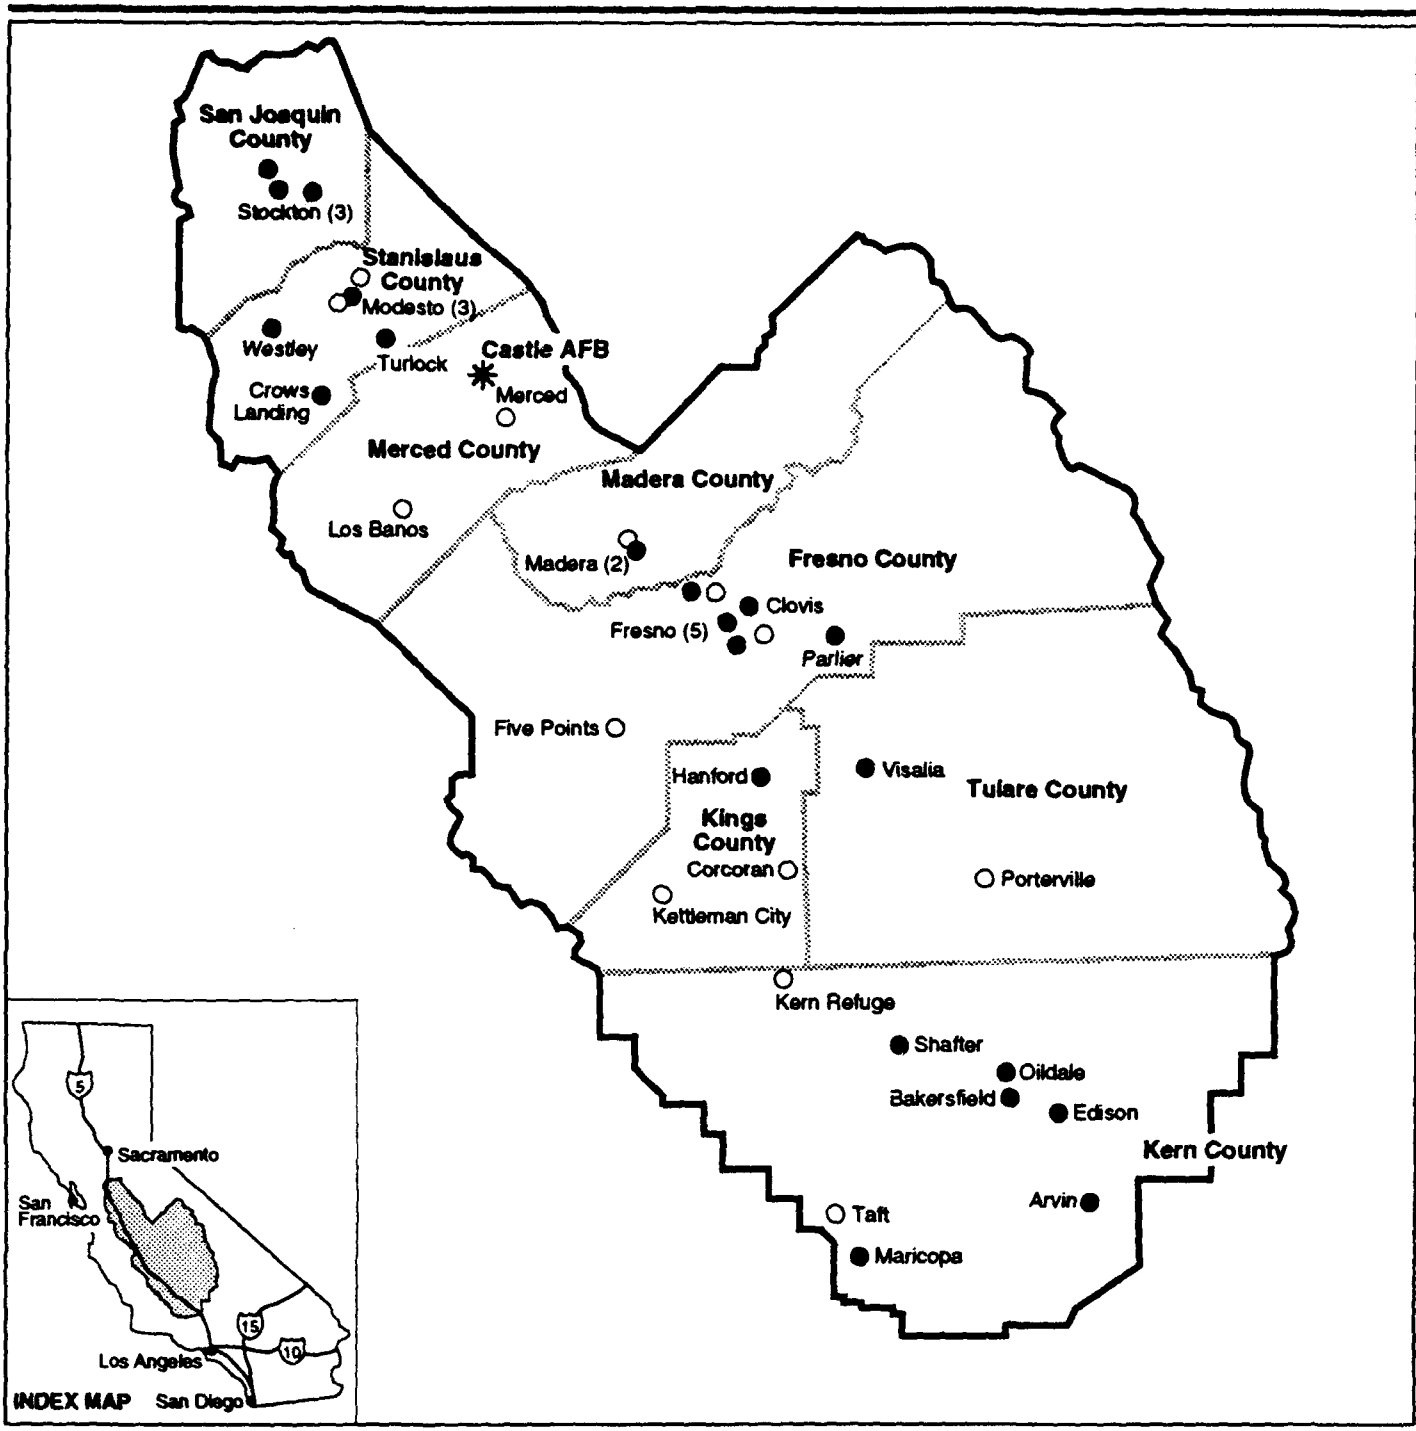 San Joaquin
County
Stockton (3)
Stanislaus
County
Modesto (3)
Westley
Turlock
Castle AFB
Crows
Landing
Merced
Merced County
Madera County
Los Banos
Madera (2)
Fresno County
Clovis
Fresno (5)
Parlier
Five Points
Hanford
Visalia
Tulare County
Kings
County
Corcoran
Porterville
Kettleman City
Kern Refuge
Shafter
Oildale
Bakersfield
Edison
Kern County
Arvin
Taft
Maricopa
5
Sacramento
San
Francisco
15
10
Los Angeles
INDEX MAP
San Diego